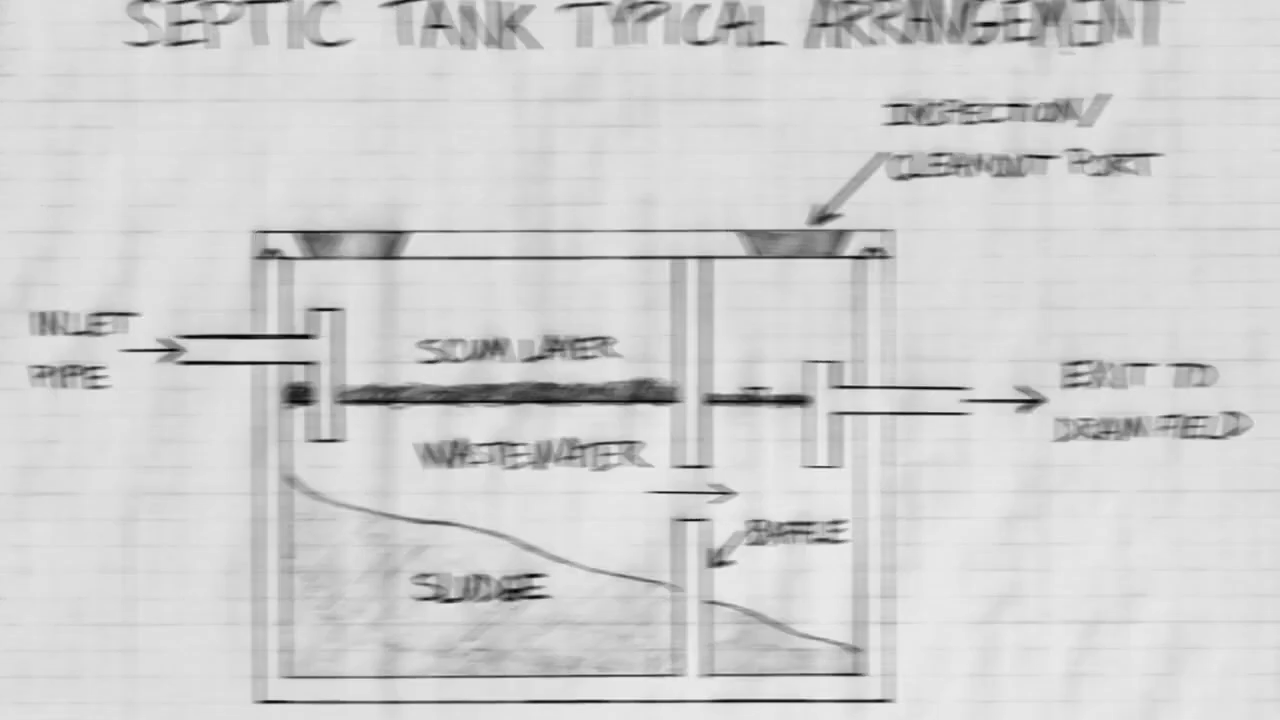 SEPTIC TANK TYPICAL ARRANGEMENT
INSPECTION/
CLEANOUT PORT
INLET
PIPE
SCUM LAYER
EXIT TO
DRAIN FIELD
WASTEWATER
BAFFLE
SLUDGE